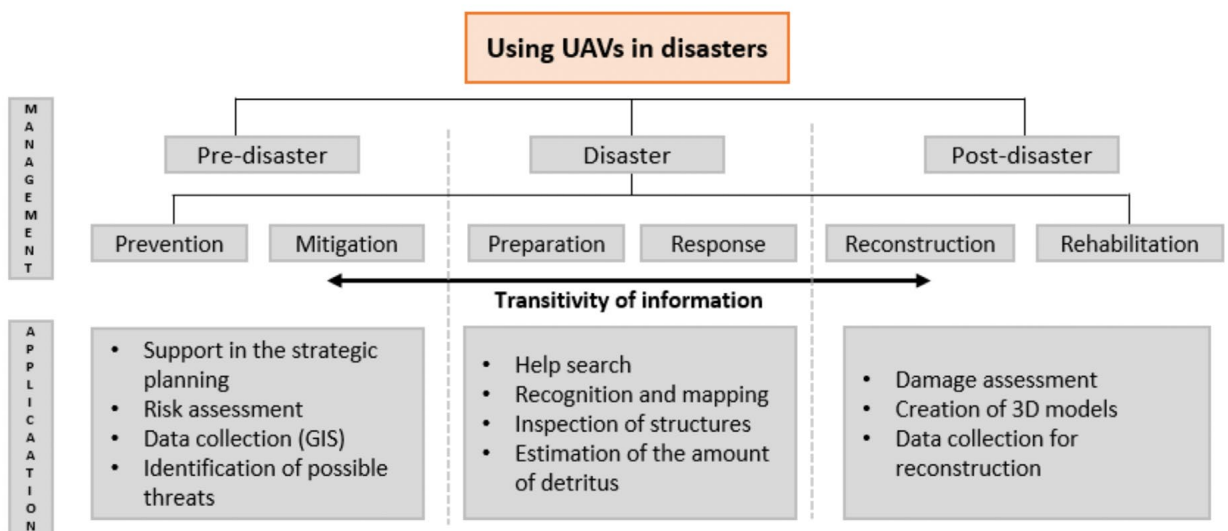 Using UAVs in disasters
MANAGEMENT
Pre-disaster
Disaster
Post-disaster
Prevention
Mitigation
Preparation
Response
Reconstruction
Rehabilitation
Transitivity of information
APPLICAATION
• Support in the strategic
planning
• Risk assessment
• Data collection (GIS)
• Identification of possible
threats
• Help search
• Recognition and mapping
• Inspection of structures
• Estimation of the amount
of detritus
• Damage assessment
• Creation of 3D models
• Data collection for
reconstruction